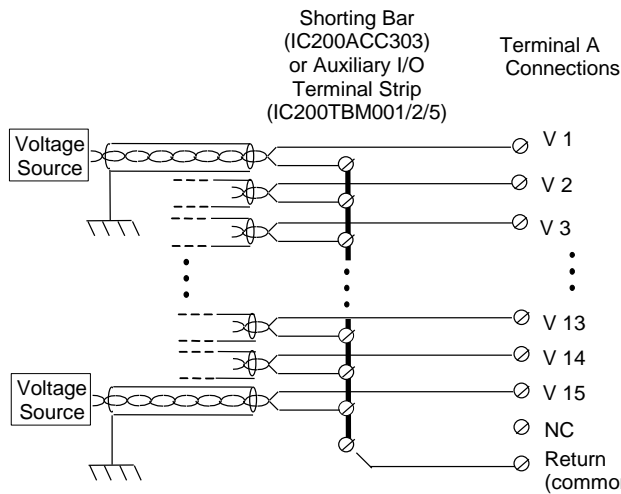 Shorting Bar
(IC200ACC303)
or Auxiliary I/O
Terminal Strip
(IC200TBM001/2/5)
Terminal A
Connections
Voltage
Source
V 1
V 2
V 3
V 13
V 14
Voltage
Source
V 15
NC
Return
(commo